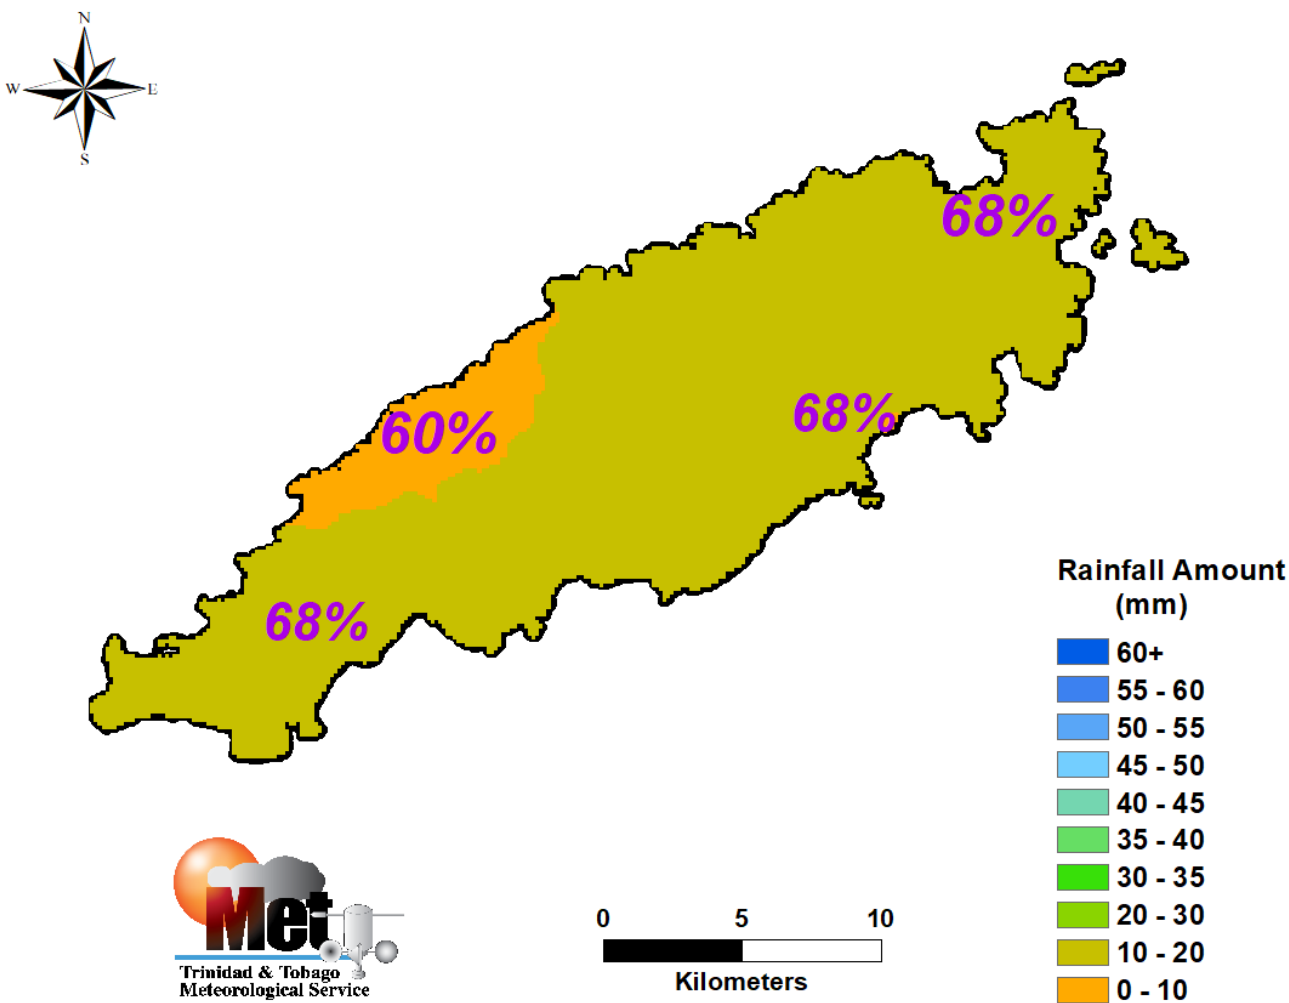 N
W E
S
68%
68%
60%
68%
Rainfall Amount
(mm)
60+
55 - 60
50 - 55
45 - 50
40 - 45
35 - 40
30 - 35
20 - 30
10 - 20
0 - 10
0 5 10
Kilometers
Met
Trinidad & Tobago
Meteorological Service